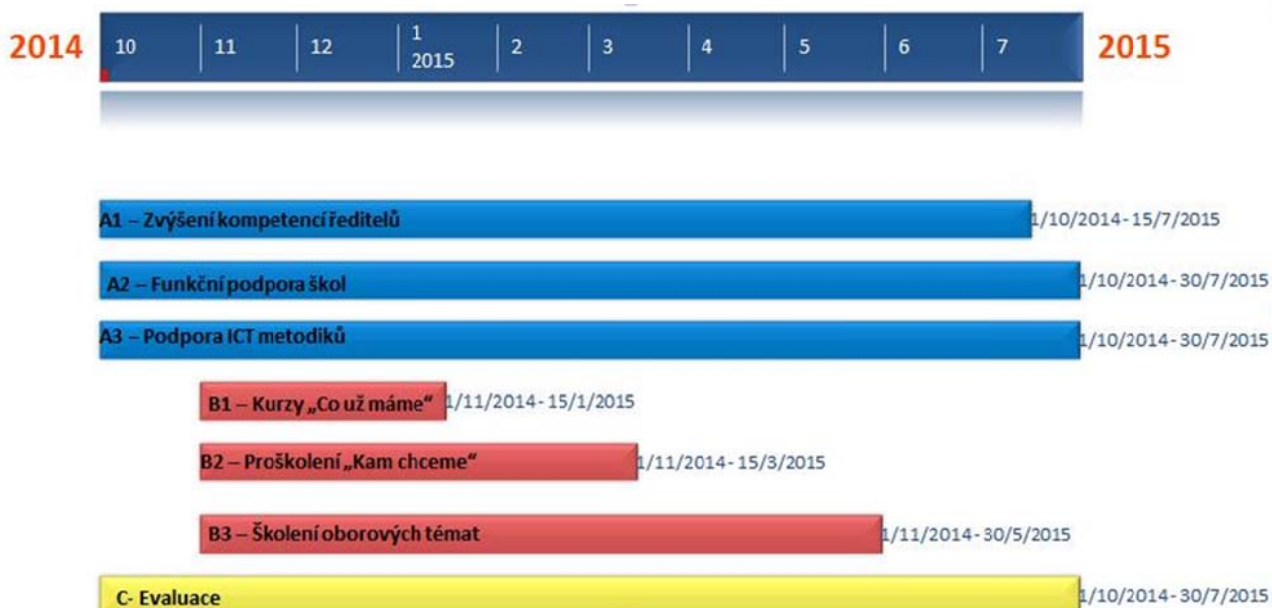 2014 10 11 12 1 2 3 4 5 6 7 2015
2015
A1 – Zvýšení kompetencí ředitelů 1/10/2014- 15/7/2015
A2 – Funkční podpora škol 1/10/2014- 30/7/2015
A3 – Podpora ICT metodiků 1/10/2014- 30/7/2015
B1 – Kurzy „Co už máme“ 1/11/2014- 15/1/2015
B2 – Proškolení „Kam chceme“ 1/11/2014- 15/3/2015
B3 – Školení oborových témat 1/11/2014- 30/5/2015
C- Evaluace 1/10/2014- 30/7/2015